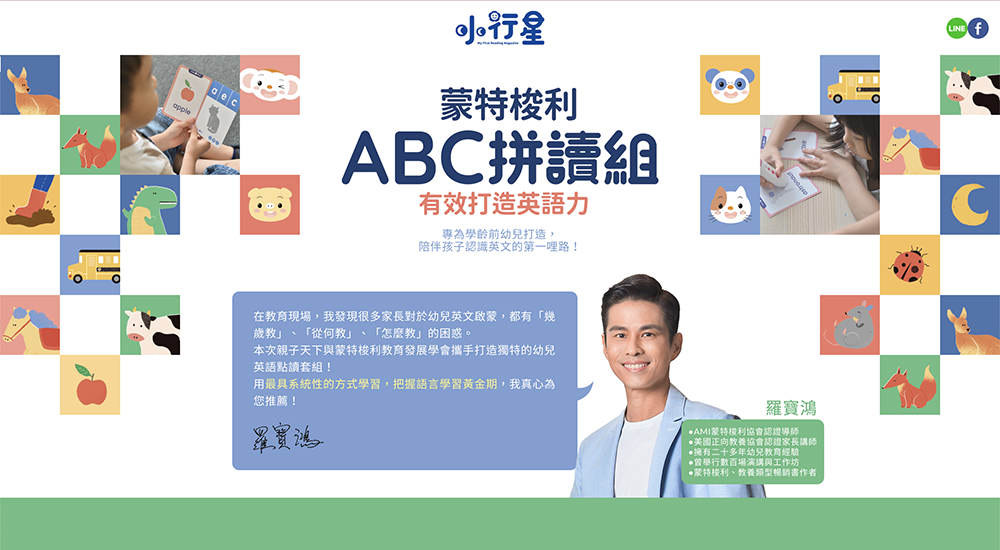 小行星
My First Reading Magazine
LINE
f
蒙特梭利
ABC拼讀組
有效打造英語力
專為學齡前幼兒打造，
陪伴孩子認識英文的第一哩路！
apple
a e c
astronaut
在教育現場，我發現很多家長對於幼兒英文啟蒙，都有「幾
歲教」、「從何教」、「怎麼教」的困惑。
本次親子天下與蒙特梭利教育發展學會攜手打造獨特的幼兒
英語點讀套組！
用最具系統性的方式學習，把握語言學習黃金期，我真心為
您推薦！
羅寶鴻
羅寶鴻
●AMI蒙特梭利協會認證導師
●美國正向教養協會認證家長講師
●擁有二十多年幼兒教育經驗
●曾舉行數百場演講與工作坊
●蒙特梭利、教養類型暢銷書作者